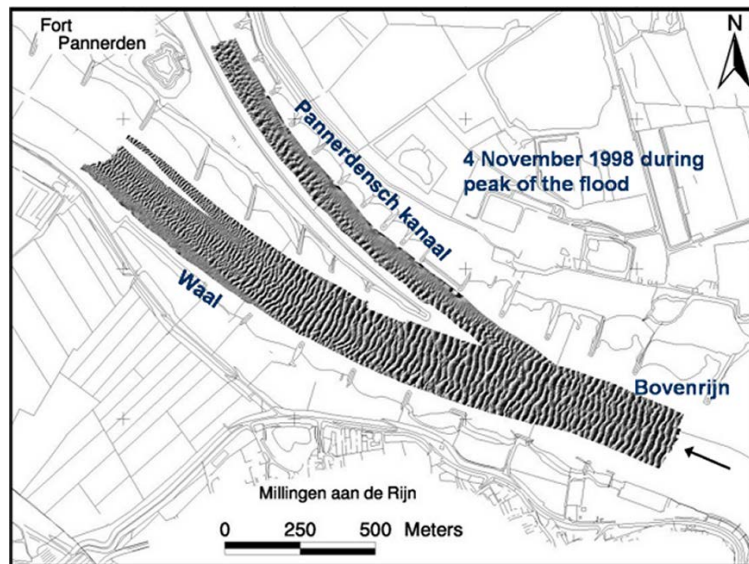 Fort
Pannerden
N
Pannerdensch kanaal
4 November 1998 during
peak of the flood
Waal
Bovenrijn
Millingen aan de Rijn
0 250 500 Meters